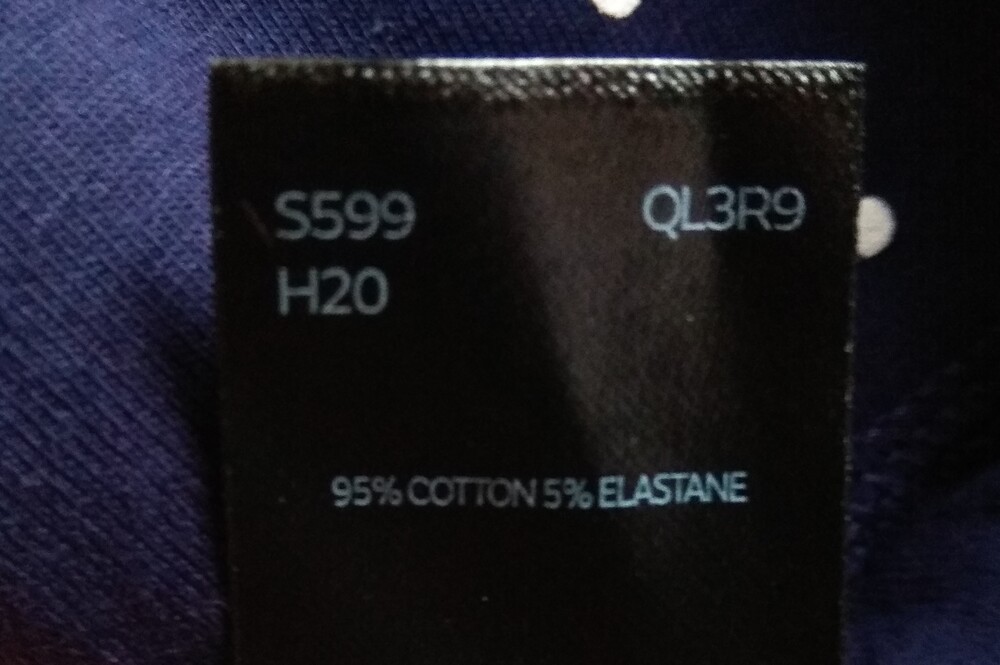 S599 QL3R9
H20
95% COTTON 5% ELASTANE